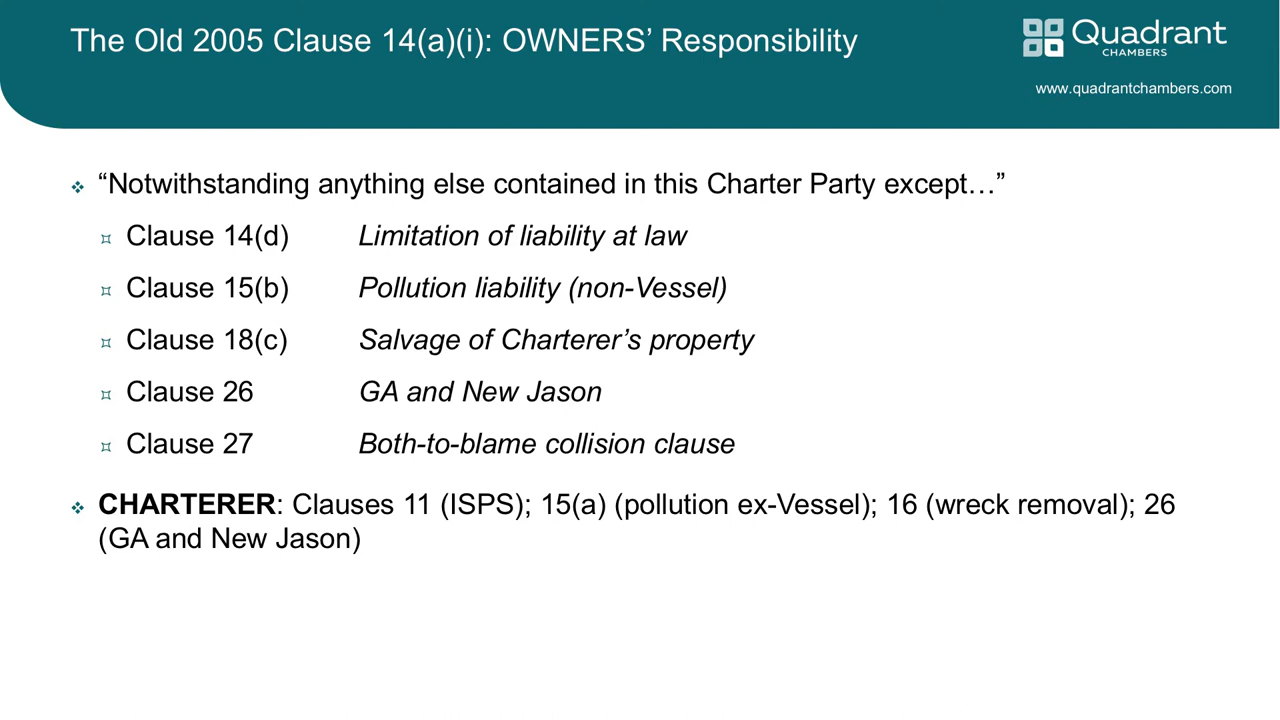 The Old 2005 Clause 14(a)(i): OWNERS’ Responsibility
Quadrant
CHAMBERS
www.quadrantchambers.com
“Notwithstanding anything else contained in this Charter Party except…”
Clause 14(d) Limitation of liability at law
Clause 15(b) Pollution liability (non-Vessel)
Clause 18(c) Salvage of Charterer’s property
Clause 26 GA and New Jason
Clause 27 Both-to-blame collision clause
CHARTERER: Clauses 11 (ISPS); 15(a) (pollution ex-Vessel); 16 (wreck removal); 26
(GA and New Jason)